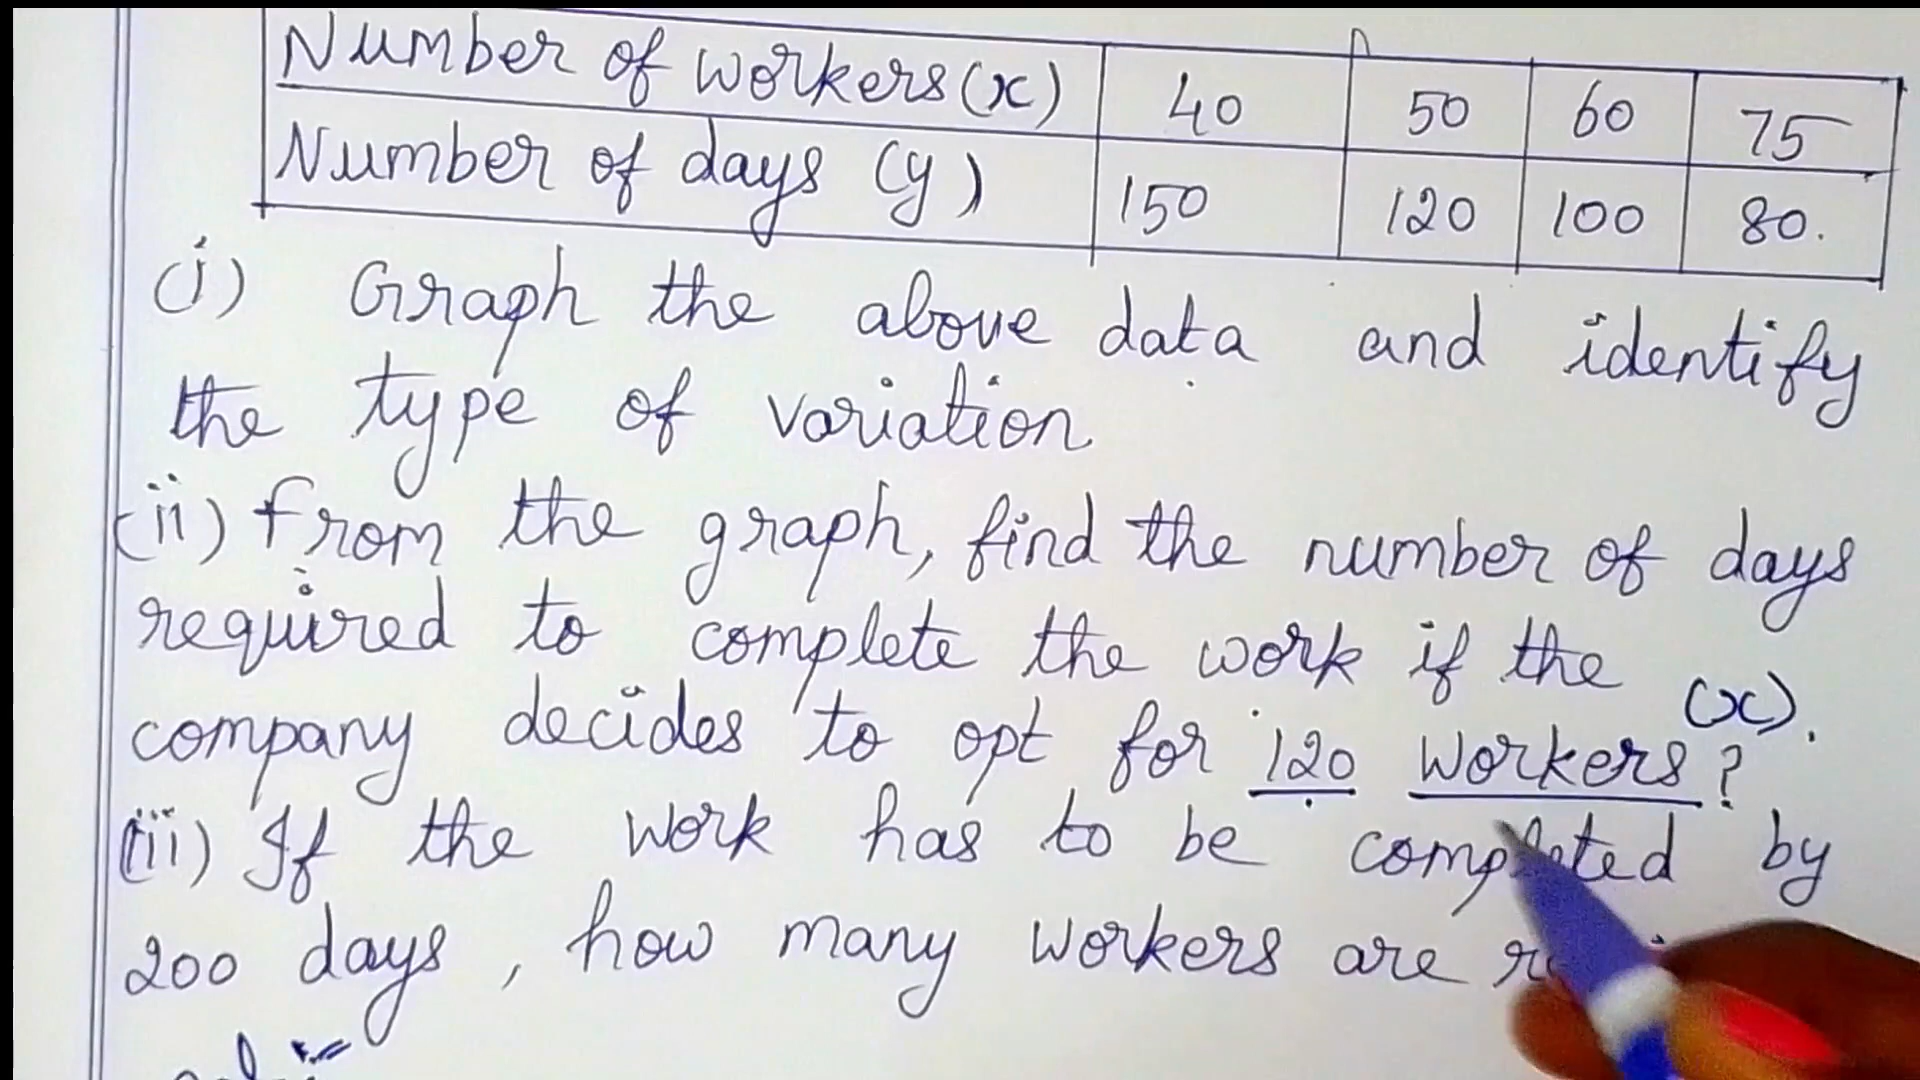 Number of workers (x) 40 50 60 75
Number of days (y) 150 120 100 80.
(i) Graph the above data and identify
the type of variation
(ii) From the graph, find the number of days
required to complete the work if the (x).
company decides to opt for 120 workers?
(iii) If the work has to be completed by
200 days, how many workers are